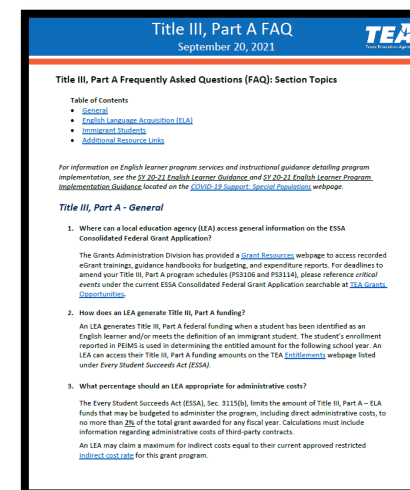 Title III, Part A FAQ
September 20, 2021
TEA
Texas Education Agency
Title III, Part A Frequently Asked Questions (FAQ): Section Topics
Table of Contents
• General
• English Language Acquisition (ELA)
• Immigrant Students
• Additional Resource Links
For information on English learner program services and instructional guidance detailing program
implementation, see the SY 20-21 English Learner Guidance and SY 20-21 English Learner Program
Implementation Guidance located on the COVID-19 Support: Special Populations webpage.
Title III, Part A - General
1. Where can a local education agency (LEA) access general information on the ESSA
Consolidated Federal Grant Application?
The Grants Administration Division has provided a Grant Resources webpage to access recorded
eGrant trainings, guidance handbooks for budgeting, and expenditure reports. For deadlines to
amend your Title III, Part A program schedules (PS3106 and PS3114), please reference critical
events under the current ESSA Consolidated Federal Grant Application searchable at TEA Grants
Opportunities.
2. How does an LEA generate Title III, Part A funding?
An LEA generates Title III, Part A federal funding when a student has been identified as an
English learner and/or meets the definition of an immigrant student. The student's enrollment
reported in PEIMS is used in determining the entitled amount for the following school year. An
LEA can access their Title III, Part A funding amounts on the TEA Entitlements webpage listed
under Every Student Succeeds Act (ESSA).
3. What percentage should an LEA appropriate for administrative costs?
The Every Student Succeeds Act (ESSA), Sec. 3115(b), limits the amount of Title III, Part A – ELA
funds that may be budgeted to administer the program, including direct administrative costs, to
no more than 2% of the total grant awarded for any fiscal year. Calculations must include
information regarding administrative costs of third-party contracts.
An LEA may claim a maximum for indirect costs equal to their current approved restricted
indirect cost rate for this grant program.